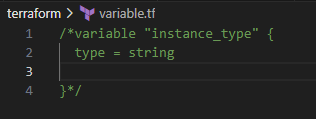 terraform > variable.tf
1 /*variable "instance_type" {
2   type = string
3
4 }*/